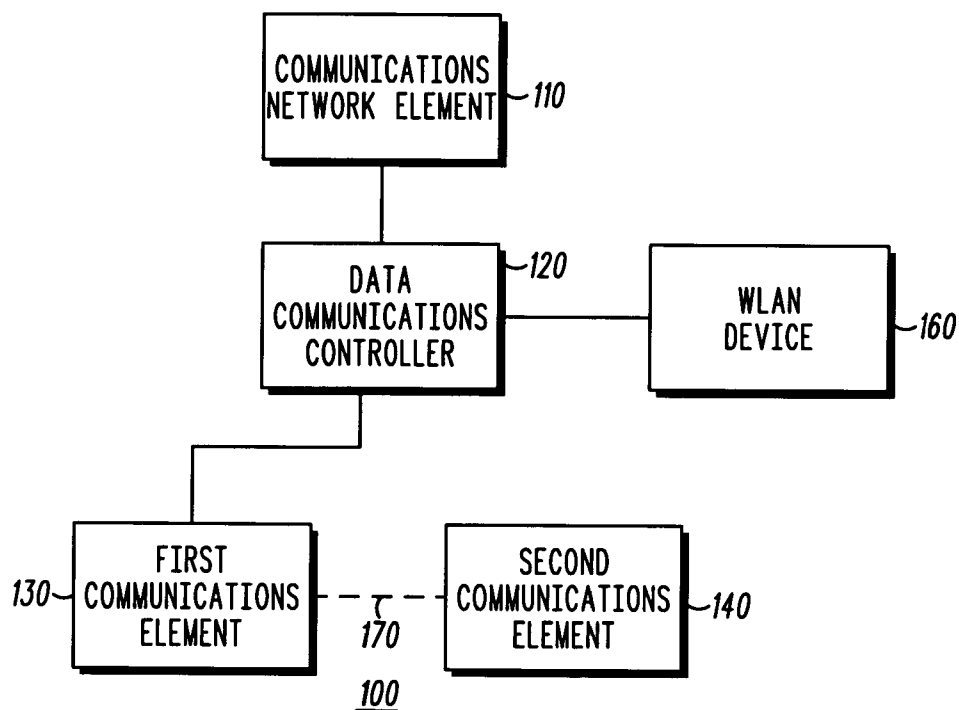 COMMUNICATIONS
NETWORK ELEMENT
110
DATA
COMMUNICATIONS
CONTROLLER
120
WLAN
DEVICE
160
FIRST
COMMUNICATIONS
ELEMENT
130
170
SECOND
COMMUNICATIONS
ELEMENT
140
100